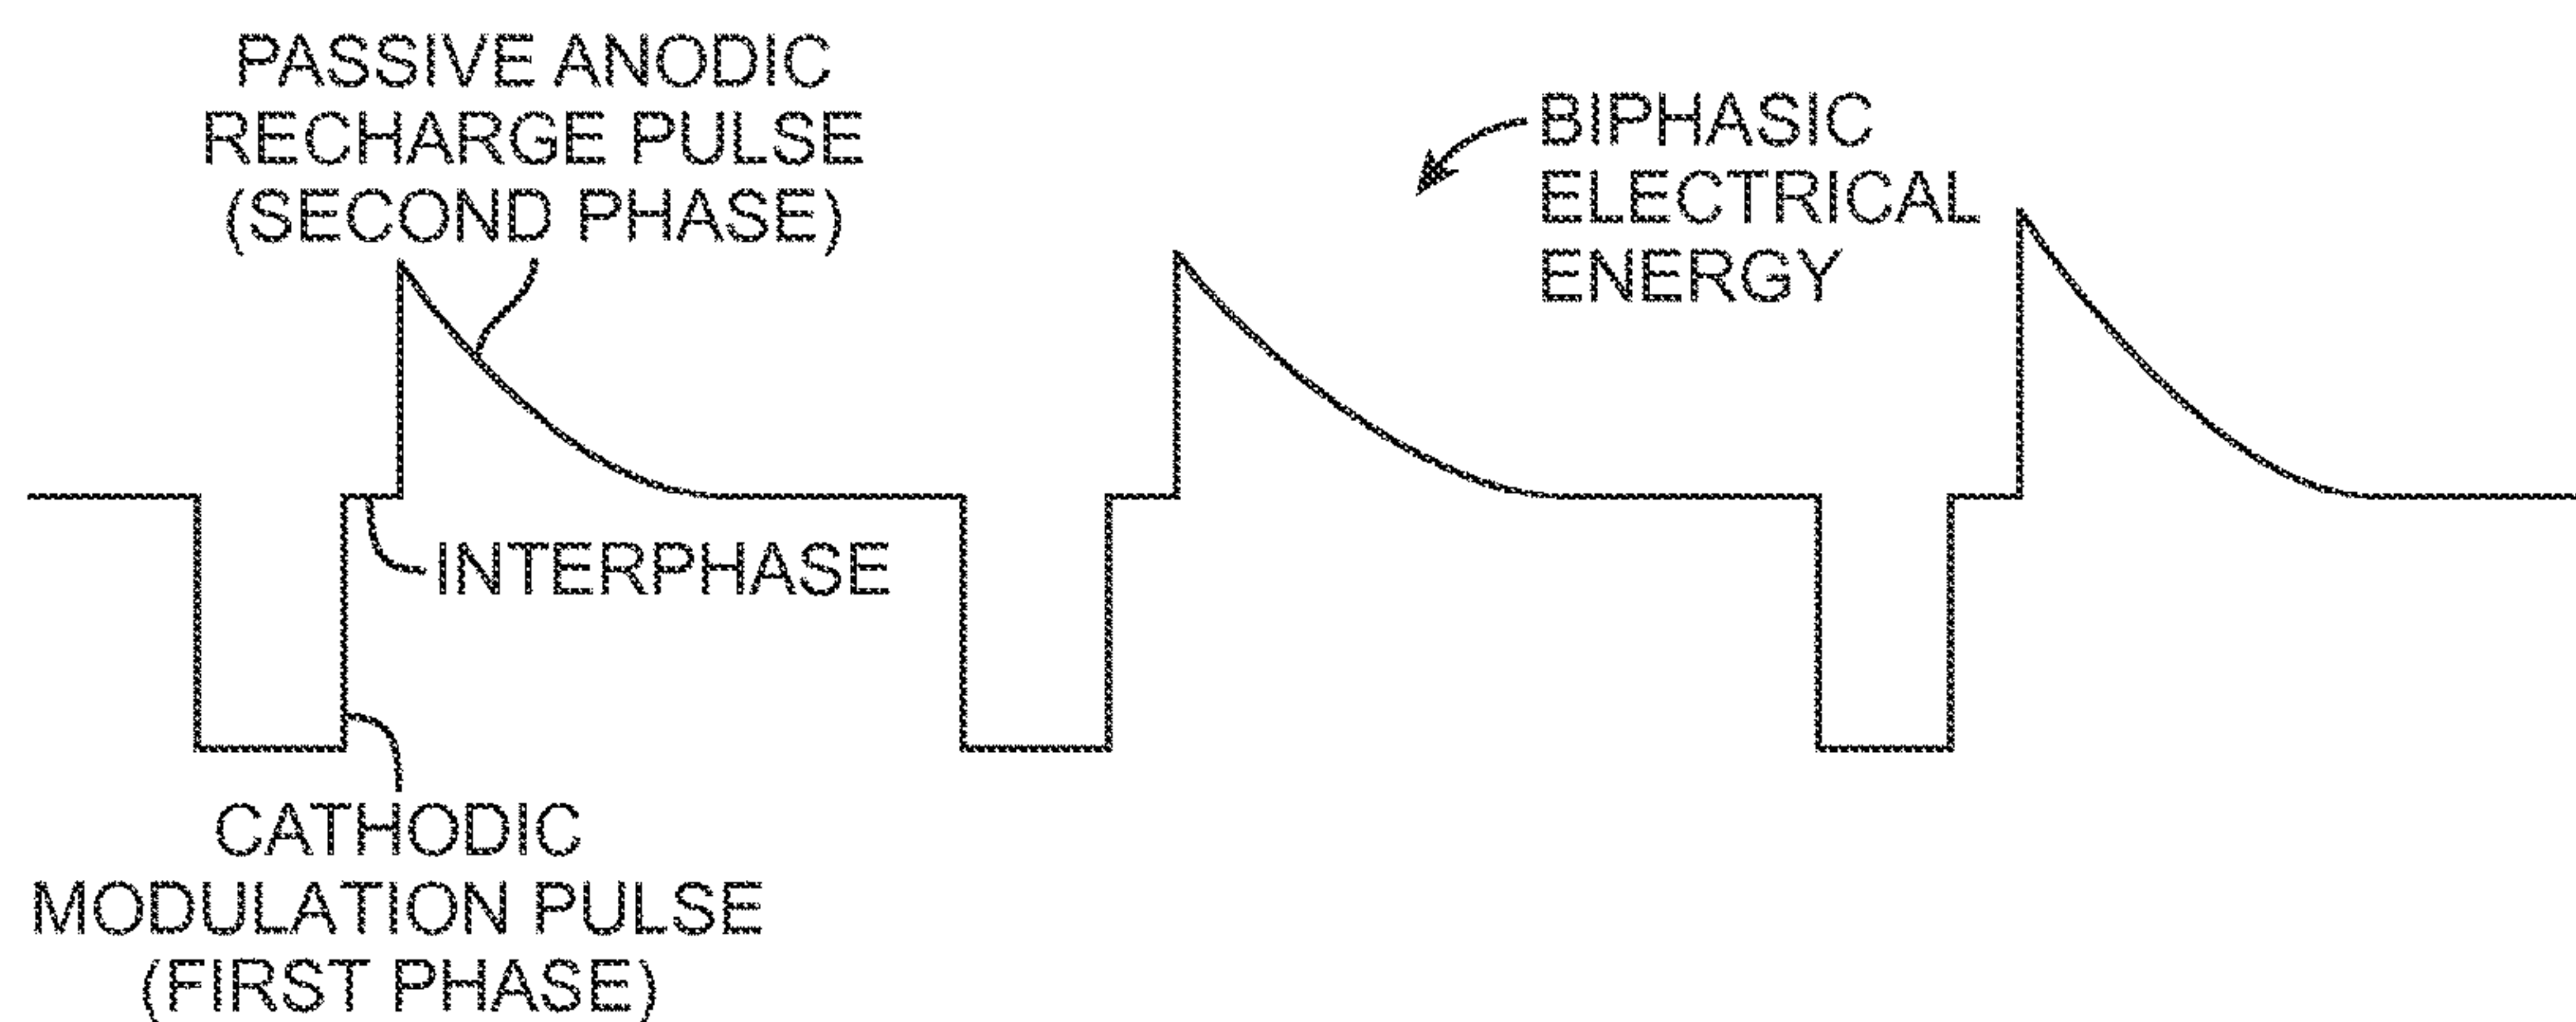 PASSIVE ANODIC
RECHARGE PULSE
(SECOND PHASE)
BIPHASIC
ELECTRICAL
ENERGY
INTERPHASE
CATHODIC
MODULATION PULSE
(FIRST PHASE)